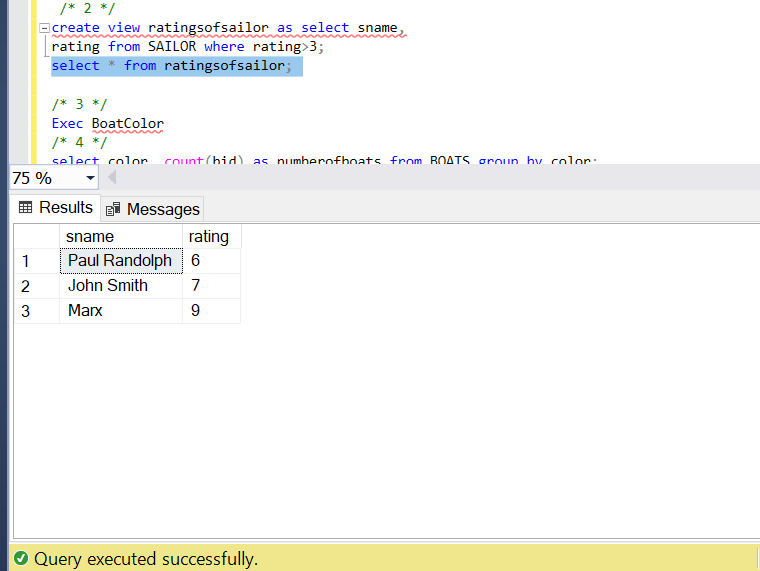 /* 2 */
create view ratingsofsailor as select sname,
rating from SAILOR where rating>3;
select * from ratingsofsailor;
/* 3 */
Exec BoatColor
/* 4 */
select color, count(bid) as numberofboats from BOATS group by color;
75 %
Results Messages
sname rating
1 Paul Randolph 6
2 John Smith 7
3 Marx 9
Query executed successfully.